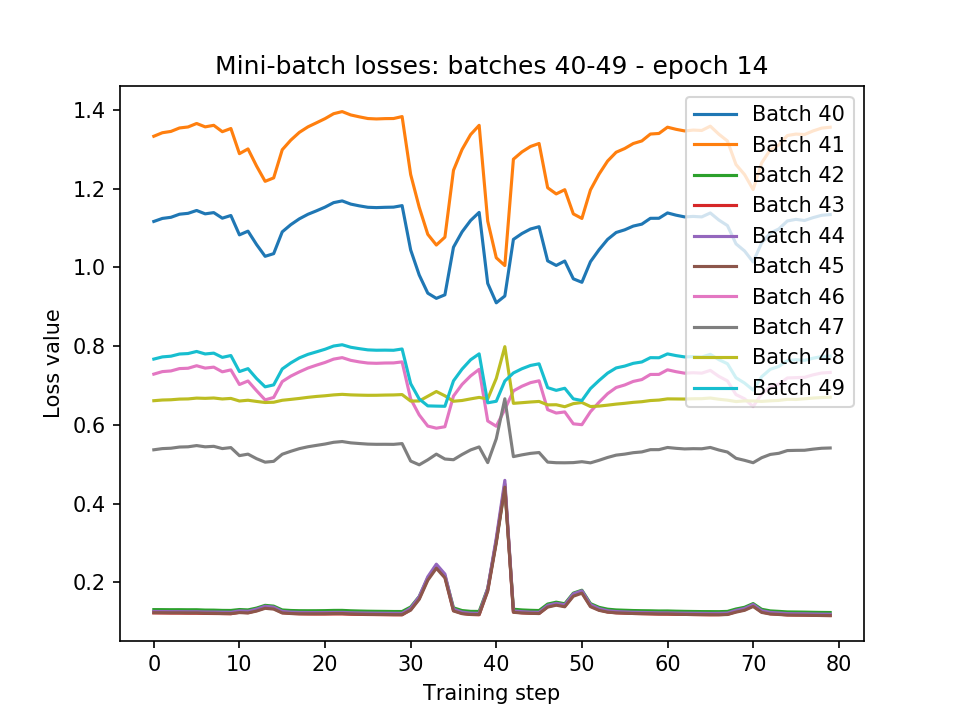 Mini-batch losses: batches 40-49 - epoch 14
Loss value
1.4
1.2
1.0
0.8
0.6
0.4
0.2
Batch 40
Batch 41
Batch 42
Batch 43
Batch 44
Batch 45
Batch 46
Batch 47
Batch 48
Batch 49
0 10 20 30 40 50 60 70 80
Training step